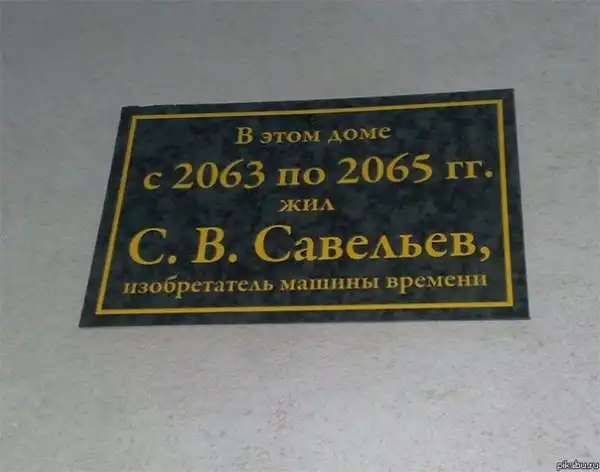 В этом доме
с 2063 по 2065 гг.
жил
С. В. Савельев,
изобретатель машины времени
pikabu.ru